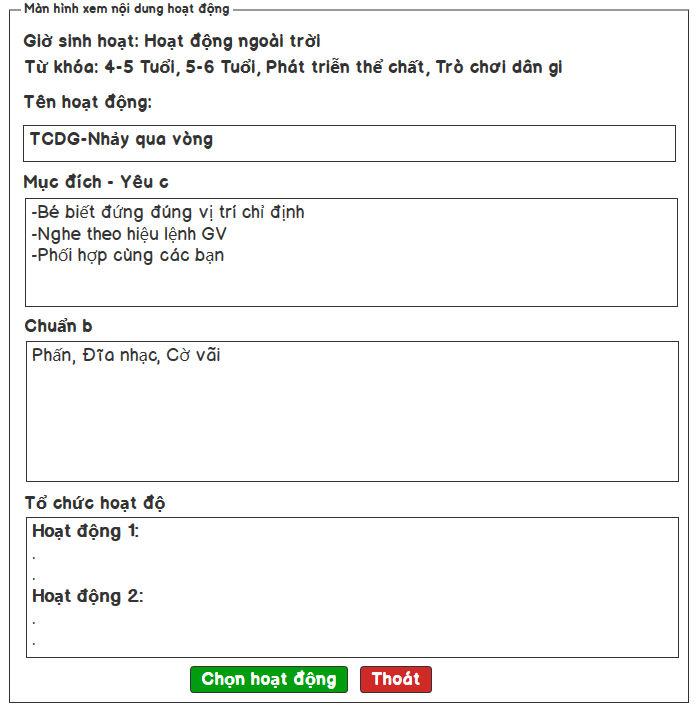 Màn hình xem nội dung hoạt động
Giờ sinh hoạt: Hoạt động ngoài trời
Từ khóa: 4-5 Tuổi, 5-6 Tuổi, Phát triển thể chất, Trò chơi dân gi
Tên hoạt động:
TCDG-Nhảy qua vòng
Mục đích - Yêu c
-Bé biết đứng đúng vị trí chỉ định
-Nghe theo hiệu lệnh GV
-Phối hợp cùng các bạn
Chuẩn b
Phấn, Đĩa nhạc, Cờ vãi
Tổ chức hoạt độ
Hoạt động 1:
.
.
Hoạt động 2:
.
.
Chọn hoạt động Thoát